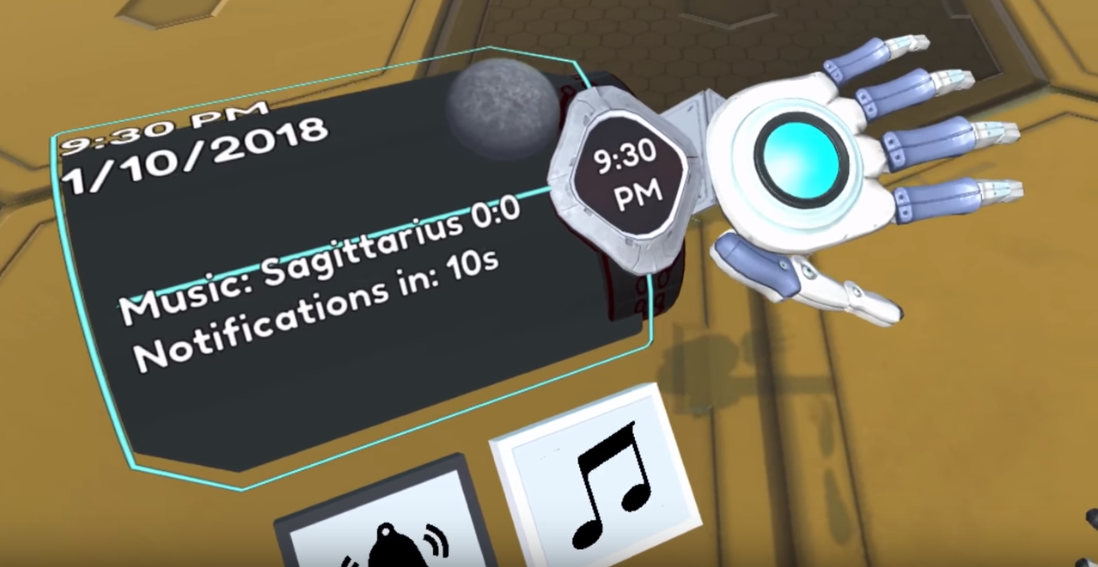 9:30 PM
1/10/2018
Music: Sagittarius 0:0
Notifications in: 10s
9:30
PM